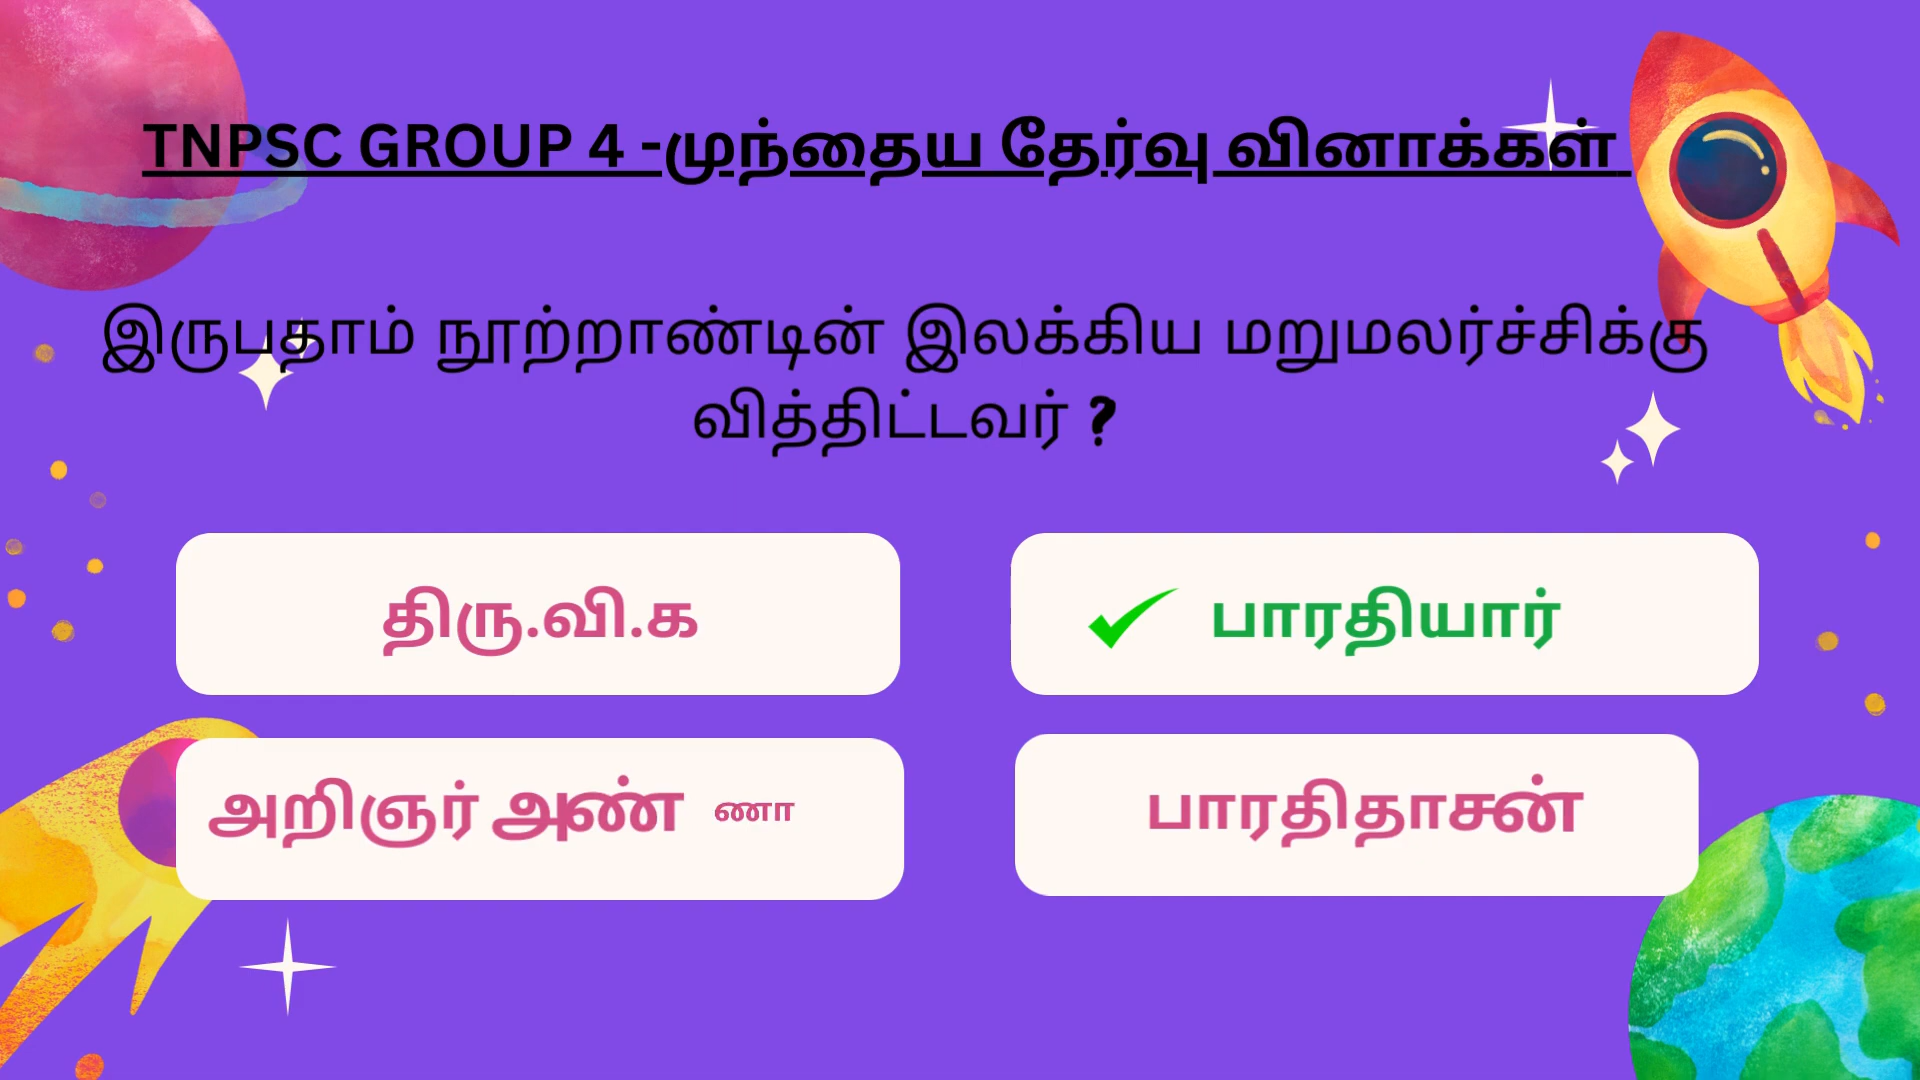 TNPSC GROUP 4 -முந்தைய தேர்வு வினாக்கள்
இருபதாம் நூற்றாண்டின் இலக்கிய மறுமலர்ச்சிக்கு
வித்திட்டவர் ?
திரு.வி.க
பாரதியார்
அறிஞர் அண் ணா
பாரதிதாசன்